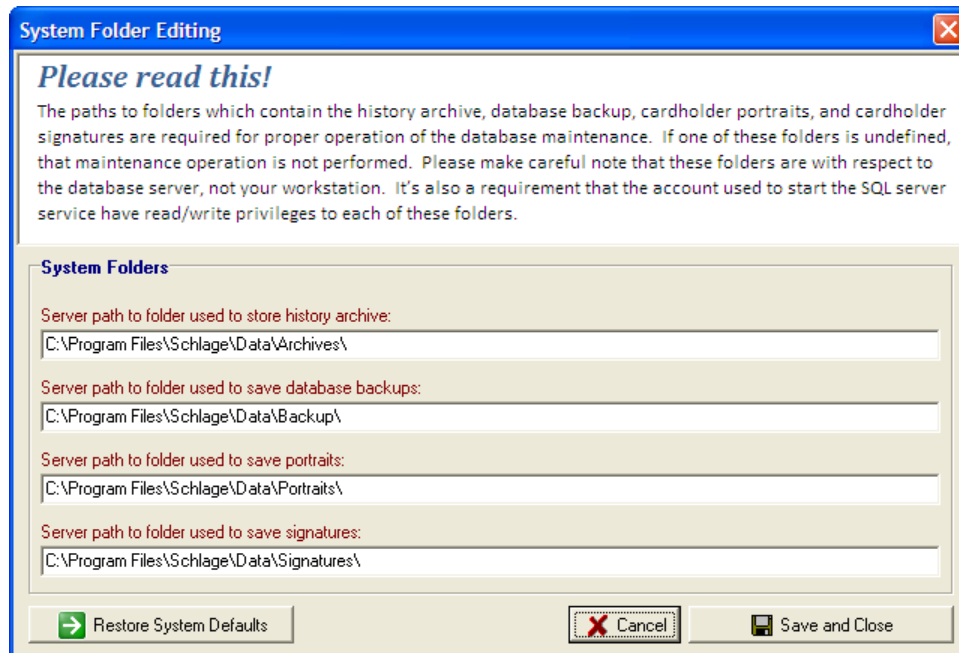 System Folder Editing
Please read this!
The paths to folders which contain the history archive, database backup, cardholder portraits, and cardholder
signatures are required for proper operation of the database maintenance.  If one of these folders is undefined,
that maintenance operation is not performed.  Please make careful note that these folders are with respect to
the database server, not your workstation.  It's also a requirement that the account used to start the SQL server
service have read/write privileges to each of these folders.
System Folders
Server path to folder used to store history archive:
C:\Program Files\Schlage\Data\Archives\
Server path to folder used to save database backups:
C:\Program Files\Schlage\Data\Backup\
Server path to folder used to save portraits:
C:\Program Files\Schlage\Data\Portraits\
Server path to folder used to save signatures:
C:\Program Files\Schlage\Data\Signatures\
Restore System Defaults
Cancel
Save and Close